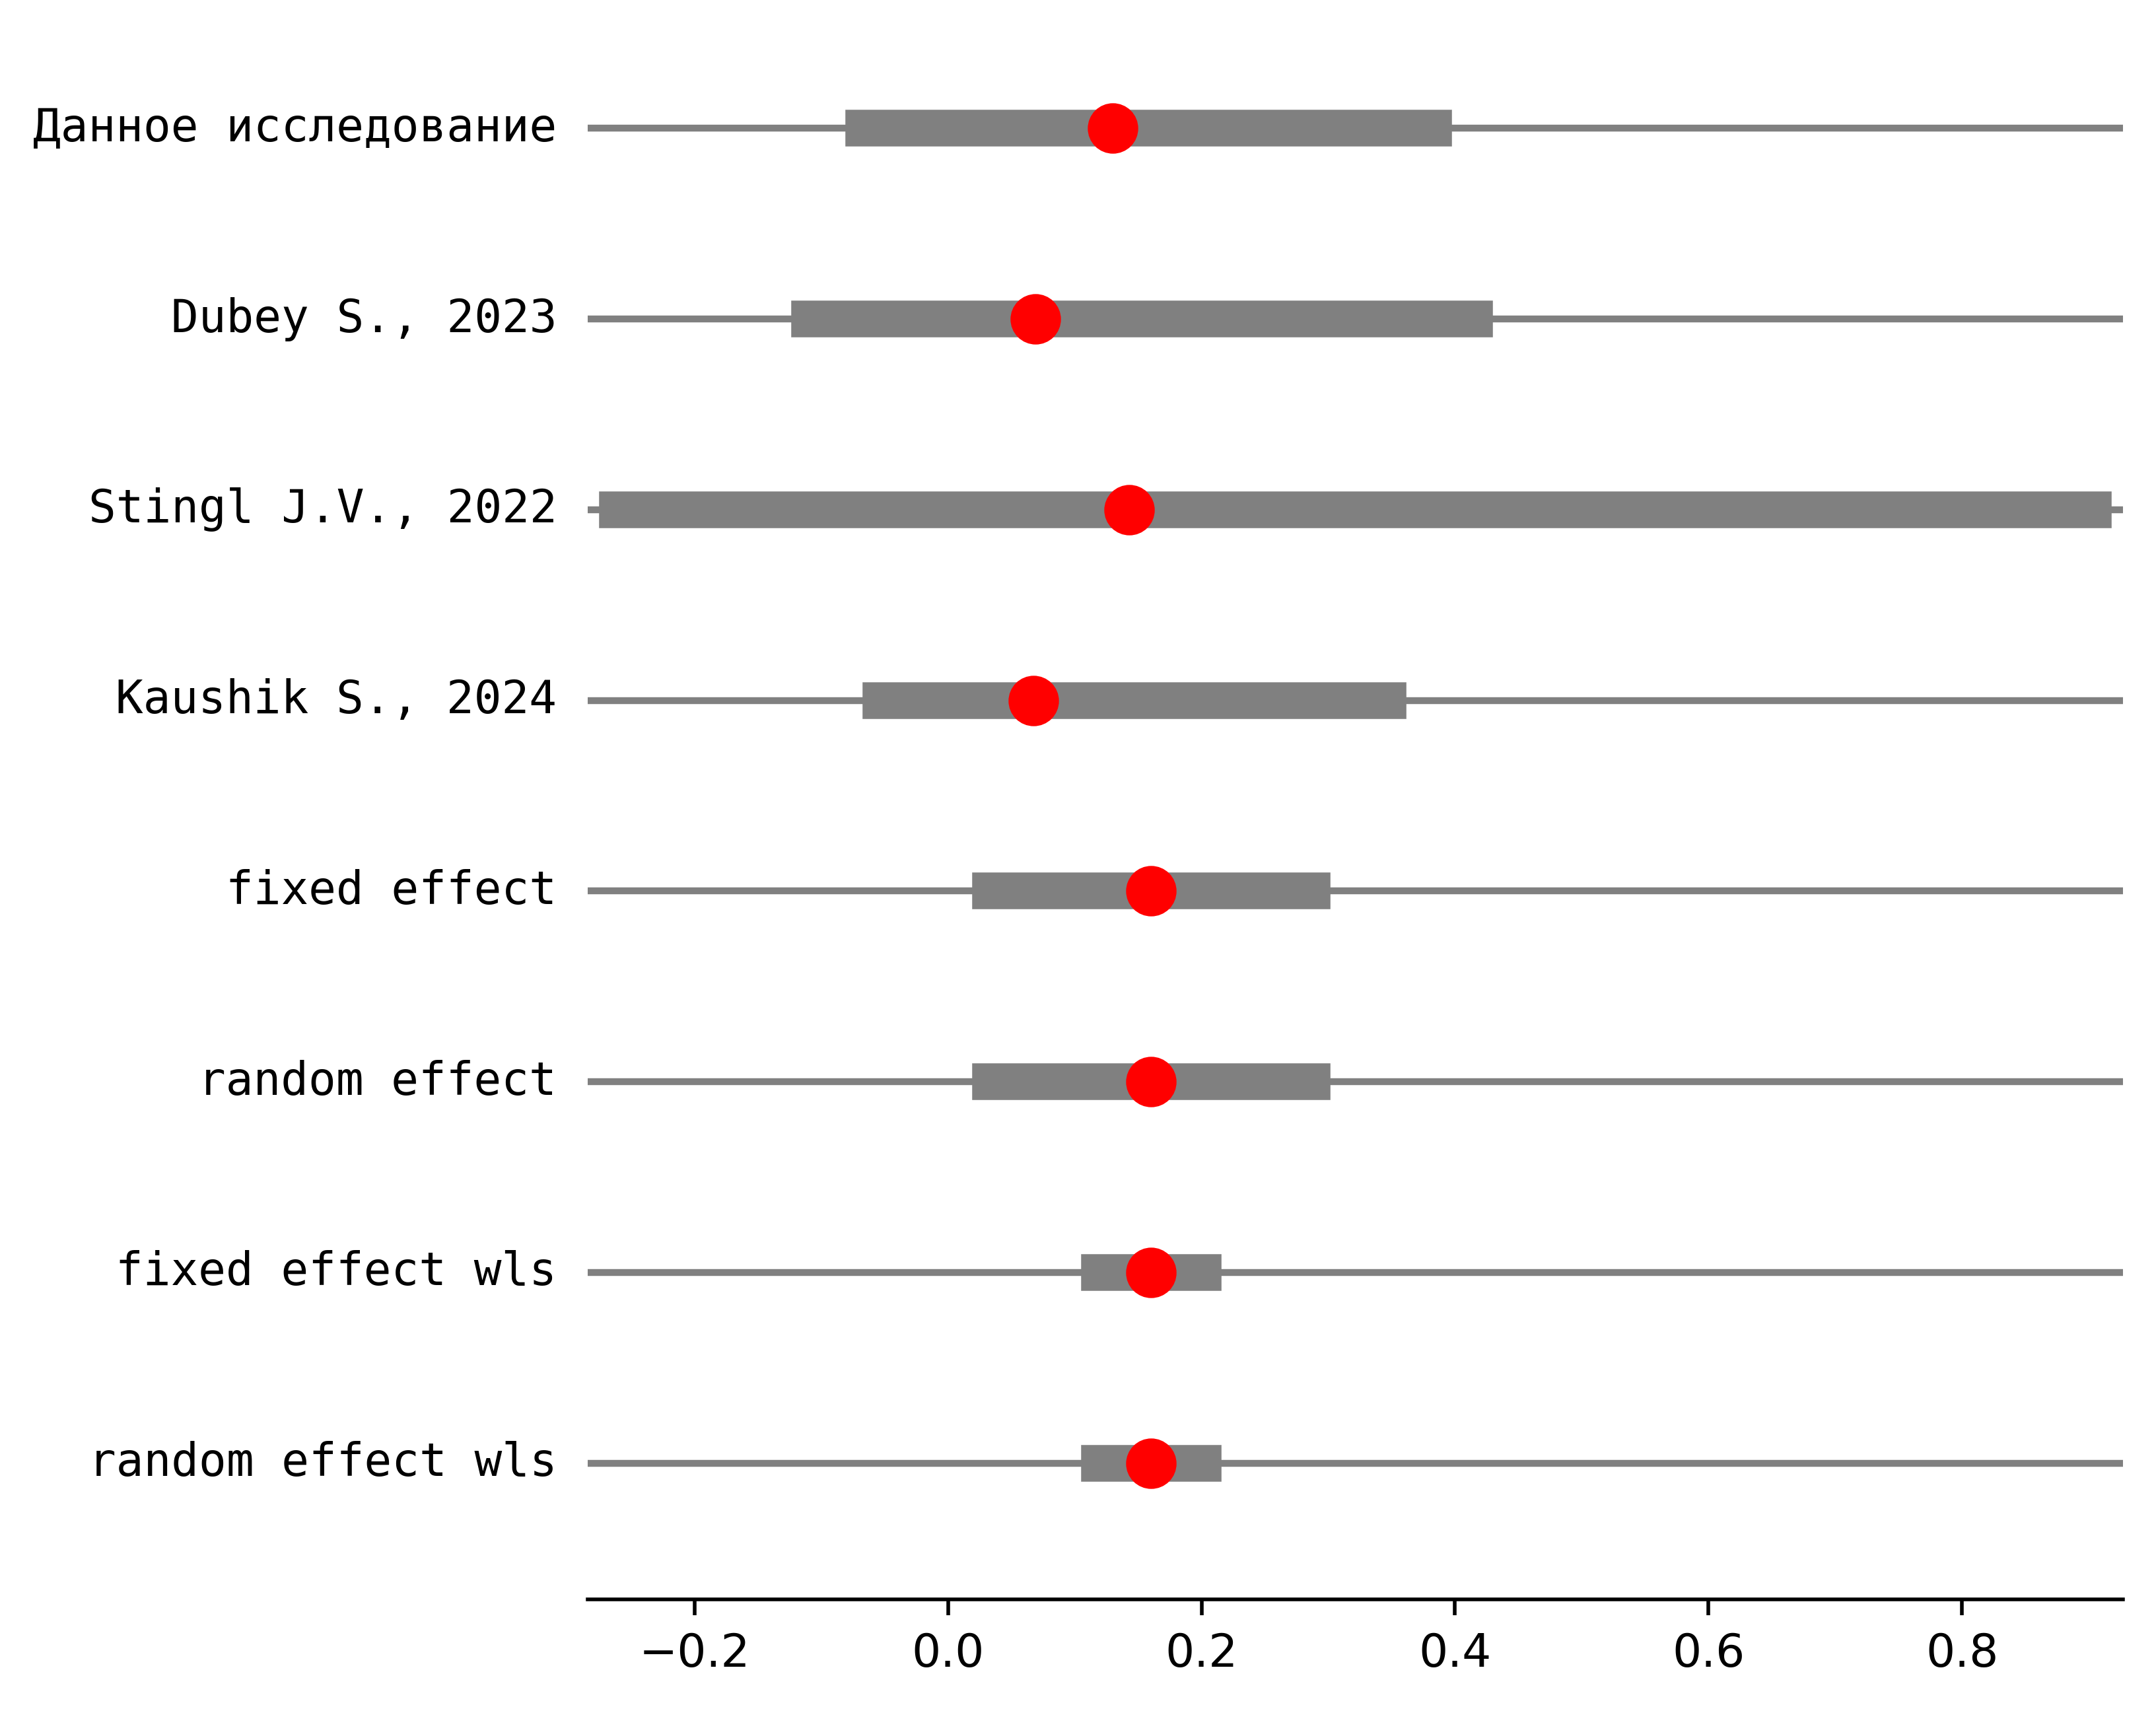 Данное исследование
Dubey S., 2023
Stingl J.V., 2022
Kaushik S., 2024
fixed effect
random effect
fixed effect wls
random effect wls
−0.2 0.0 0.2 0.4 0.6 0.8